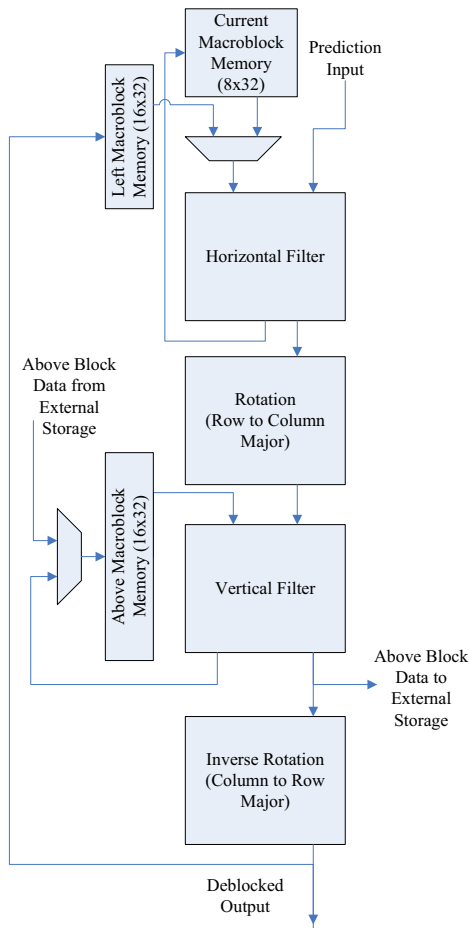 Current
Macroblock
Memory
(8x32)
Prediction
Input
Left Macroblock
Memory (16x32)
Horizontal Filter
Above Block
Data from
External
Storage
Rotation
(Row to Column
Major)
Above Macroblock
Memory (16x32)
Vertical Filter
Above Block
Data to
External
Storage
Inverse Rotation
(Column to Row
Major)
Deblocked
Output